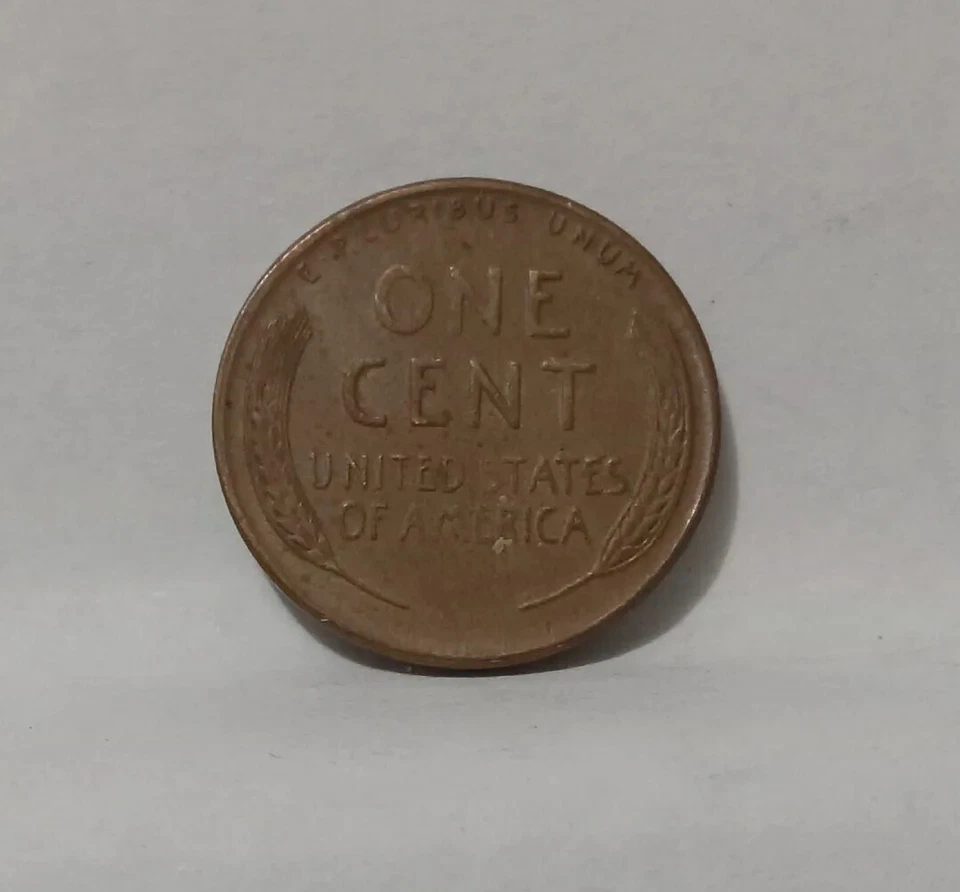 E PLURIBUS UNUM
ONE
CENT
UNITED STATES
OF AMERICA